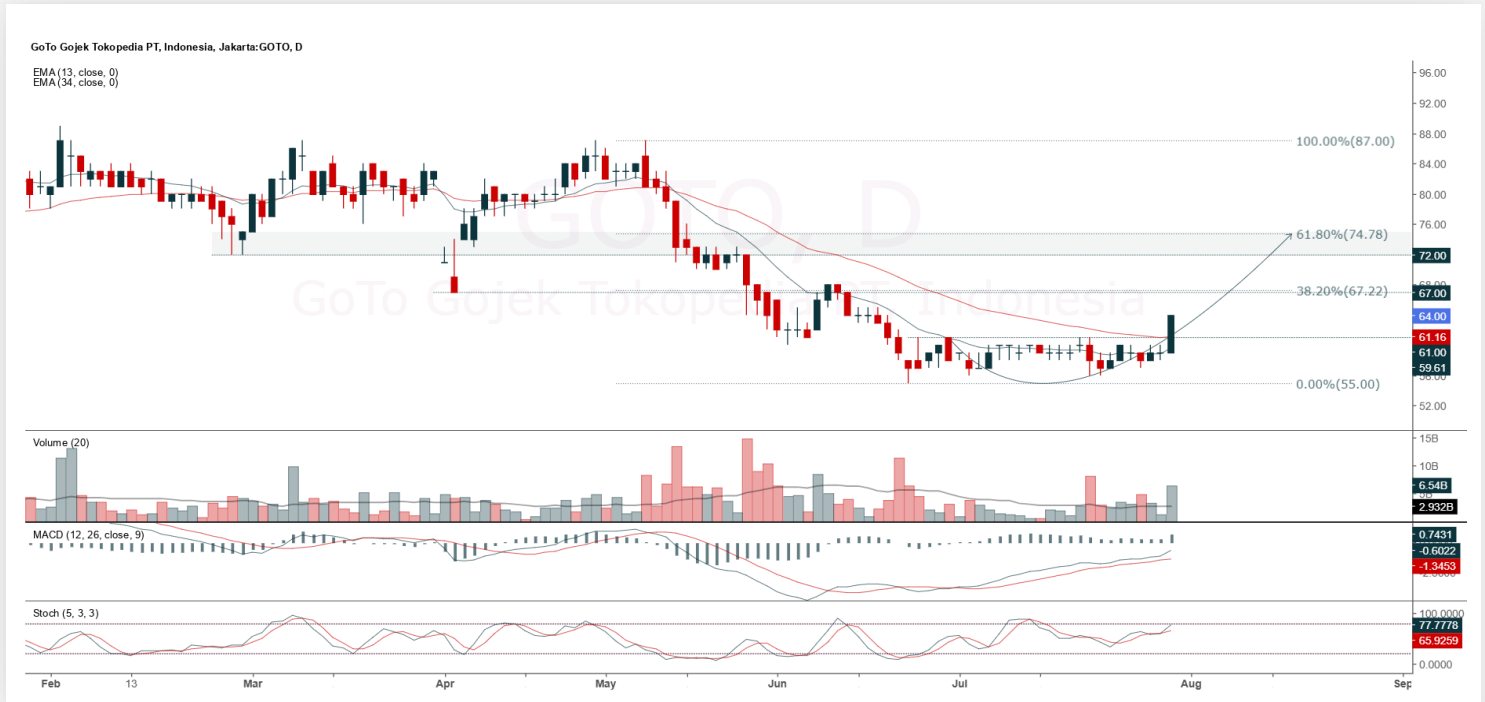 GoTo Gojek Tokopedia PT, Indonesia, Jakarta:GOTO, D
EMA (13, close, 0)
EMA (34, close, 0)
GOTO, D
GoTo Gojek Tokopedia PT, Indonesia
100.00%(87.00)
61.80%(74.78)
38.20%(67.22)
0.00%(55.00)
96.00
92.00
88.00
84.00
80.00
76.00
72.00
68.00
67.00
64.00
61.16
61.00
59.61
56.00
52.00
Volume (20)
15B
10B
6.54B
5B
2.932B
MACD (12, 26, close, 9)
0.7431
-0.6022
-1.3453
Stoch (5, 3, 3)
100.0000
77.7778
65.9259
0.0000
Feb 13 Mar Apr May Jun Jul Aug Sep